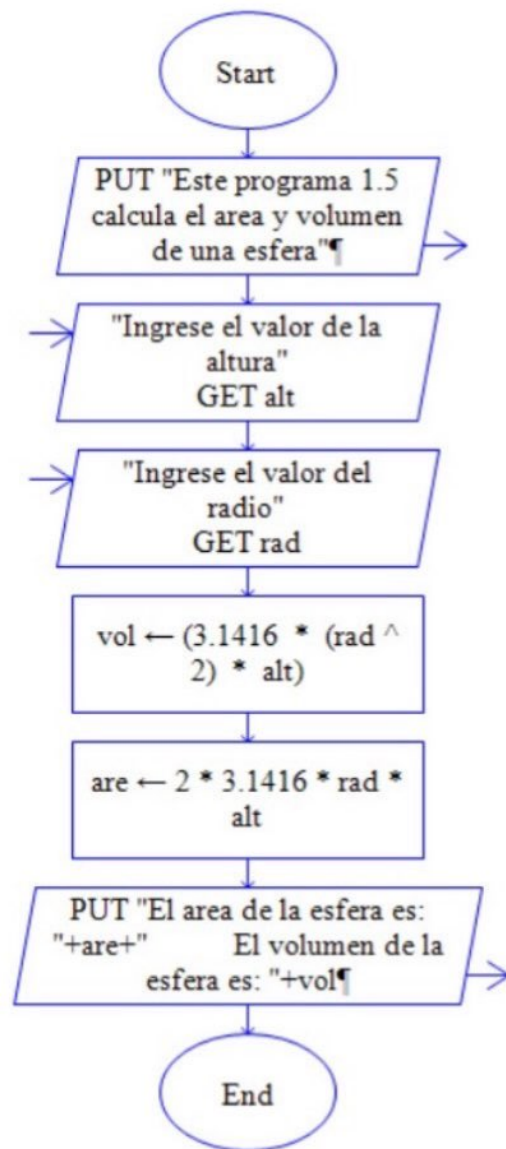 Start
PUT "Este programa 1.5
calcula el area y volumen
de una esfera"¶
"Ingrese el valor de la
altura"
GET alt
"Ingrese el valor del
radio"
GET rad
vol ← (3.1416 * (rad ^
2) * alt)
are ← 2 * 3.1416 * rad *
alt
PUT "El area de la esfera es:
"+are+" El volumen de la
esfera es: "+vol¶
End